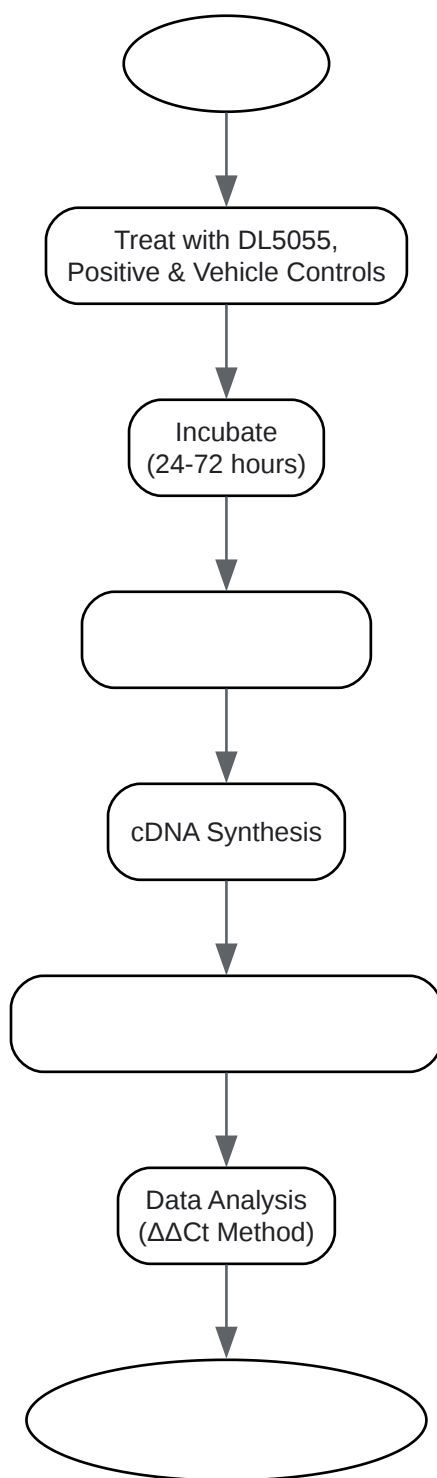 Treat with DL5055,
Positive & Vehicle Controls
Incubate
(24-72 hours)
cDNA Synthesis
Data Analysis
(ΔΔCt Method)